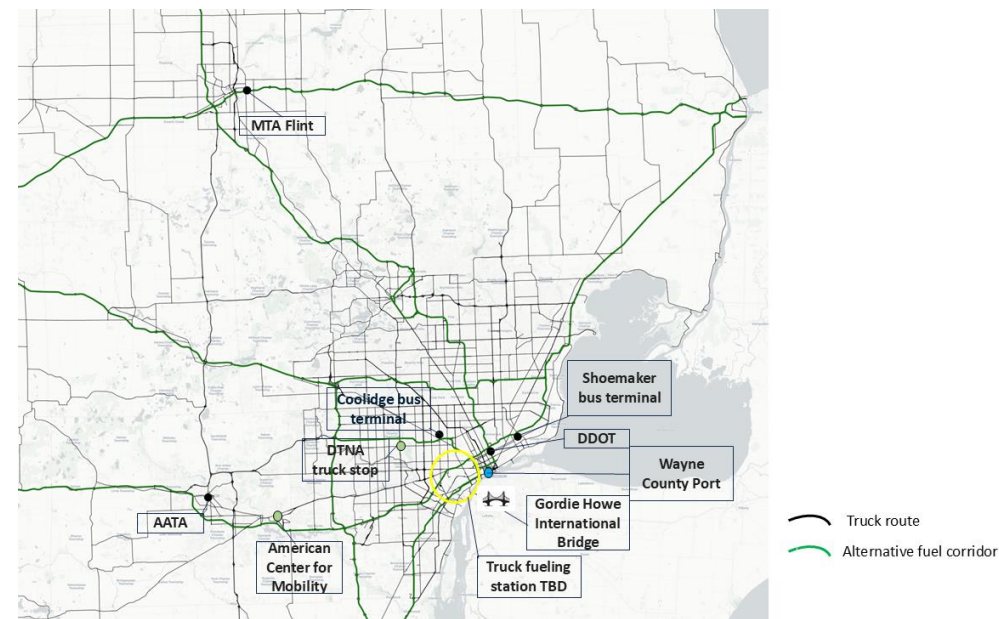 MTA Flint
Shoemaker
bus terminal
Coolidge bus
terminal
DDOT
DTNA
truck stop
Wayne
County Port
Gordie Howe
International
Bridge
AATA
American
Center for
Mobility
Truck fueling
station TBD
Truck route
Alternative fuel corridor